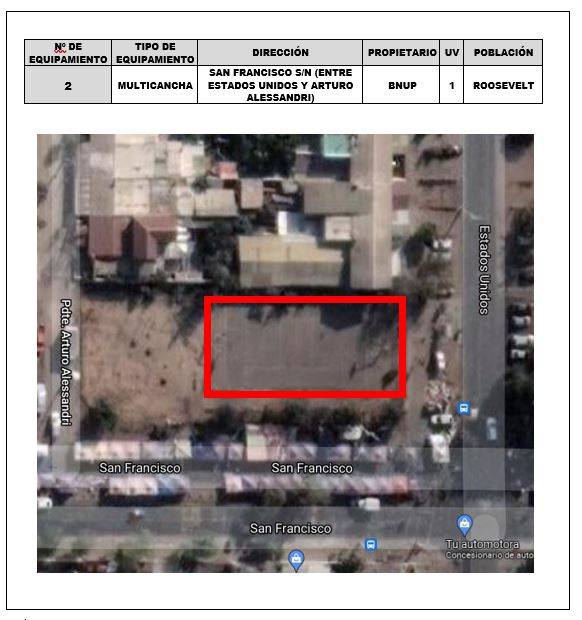 Nº DE EQUIPAMIENTO
TIPO DE EQUIPAMIENTO
DIRECCIÓN
PROPIETARIO
UV
POBLACIÓN
2
MULTICANCHA
SAN FRANCISCO S/N (ENTRE
ESTADOS UNIDOS Y ARTURO
ALESSANDRI)
BNUP
1
ROOSEVELT
Estados Unidos
Pdte. Arturo Alessandri
San Francisco
San Francisco
San Francisco
Tu automotora
Concesionario de auto